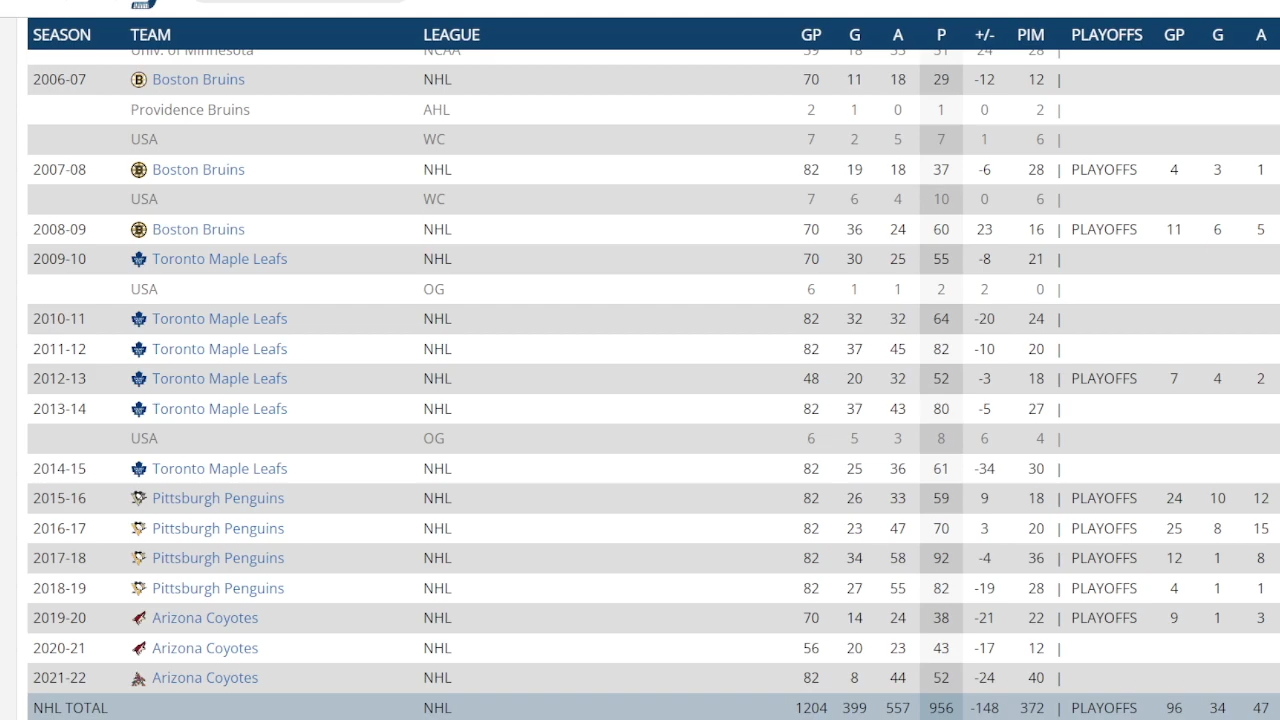 SEASON TEAM LEAGUE GP G A P +/- PIM PLAYOFFS GP G A
Univ. of Minnesota NCAA 39 18 33 51 24 28 |
2006-07 Boston Bruins NHL 70 11 18 29 -12 12 |
Providence Bruins AHL 2 1 0 1 0 2 |
USA WC 7 2 5 7 1 6 |
2007-08 Boston Bruins NHL 82 19 18 37 -6 28 | PLAYOFFS 4 3 1
USA WC 7 6 4 10 0 6 |
2008-09 Boston Bruins NHL 70 36 24 60 23 16 | PLAYOFFS 11 6 5
2009-10 Toronto Maple Leafs NHL 70 30 25 55 -8 21 |
USA OG 6 1 1 2 2 0 |
2010-11 Toronto Maple Leafs NHL 82 32 32 64 -20 24 |
2011-12 Toronto Maple Leafs NHL 82 37 45 82 -10 20 |
2012-13 Toronto Maple Leafs NHL 48 20 32 52 -3 18 | PLAYOFFS 7 4 2
2013-14 Toronto Maple Leafs NHL 82 37 43 80 -5 27 |
USA OG 6 5 3 8 6 4 |
2014-15 Toronto Maple Leafs NHL 82 25 36 61 -34 30 |
2015-16 Pittsburgh Penguins NHL 82 26 33 59 9 18 | PLAYOFFS 24 10 12
2016-17 Pittsburgh Penguins NHL 82 23 47 70 3 20 | PLAYOFFS 25 8 15
2017-18 Pittsburgh Penguins NHL 82 34 58 92 -4 36 | PLAYOFFS 12 1 8
2018-19 Pittsburgh Penguins NHL 82 27 55 82 -19 28 | PLAYOFFS 4 1 1
2019-20 Arizona Coyotes NHL 70 14 24 38 -21 22 | PLAYOFFS 9 1 3
2020-21 Arizona Coyotes NHL 56 20 23 43 -17 12 |
2021-22 Arizona Coyotes NHL 82 8 44 52 -24 40 |
NHL TOTAL NHL 1204 399 557 956 -148 372 | PLAYOFFS 96 34 47